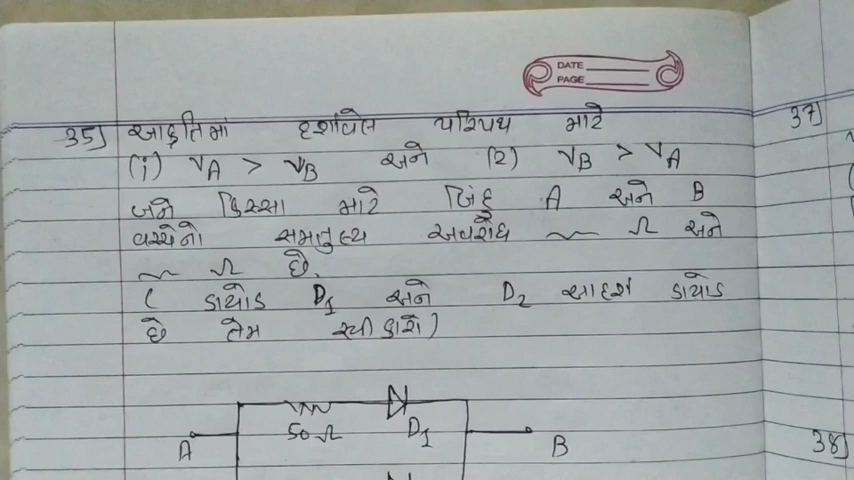 DATE
PAGE
35) આકૃતિમાં દર્શાવેલ પરિપથ માટે
(i) VA > VB અને (2) VB > VA
બંને કિસ્સા માટે બિંદુ A અને B
વચ્ચેનો સમતુલ્ય અવરોધ ~ Ω અને
~ Ω છે.
( ડાયોડ D1 અને D2 આદર્શ ડાયોડ
છે તેમ સ્વીકારો)
A 50Ω D1 B
37)
38)